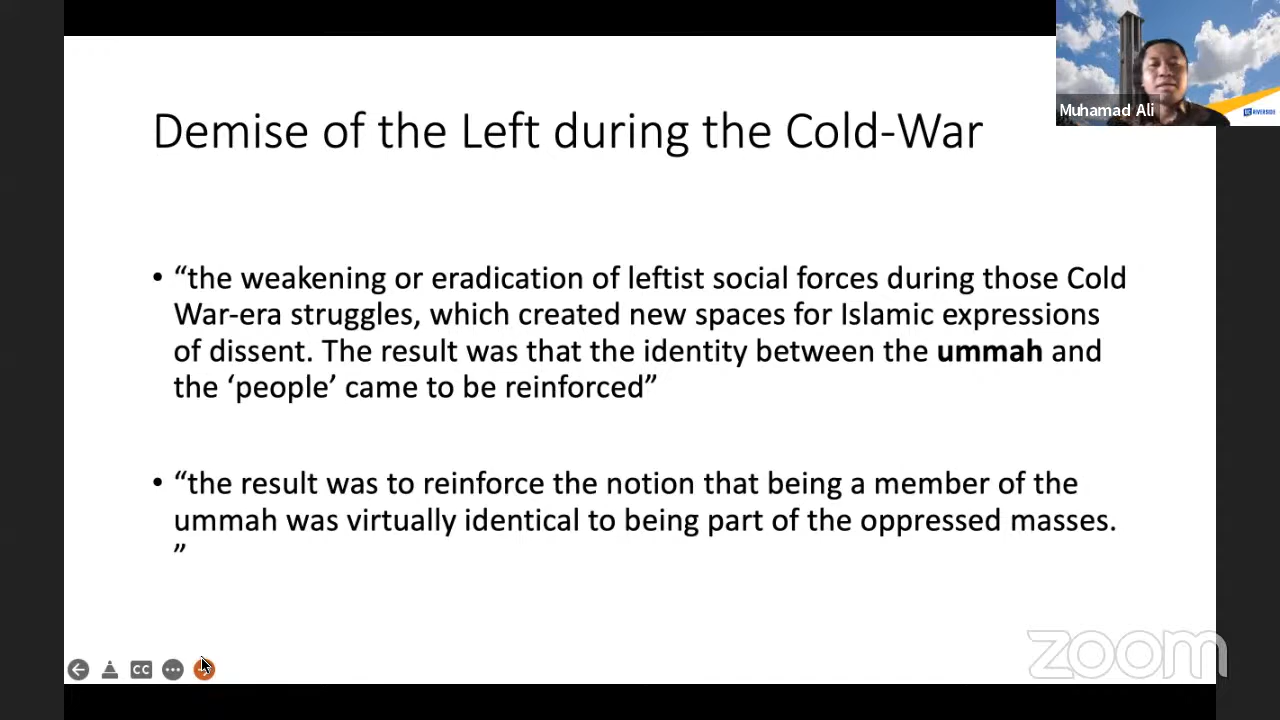 Muhamad Ali
UC RIVERSIDE
Demise of the Left during the Cold-War
• “the weakening or eradication of leftist social forces during those Cold
War-era struggles, which created new spaces for Islamic expressions
of dissent. The result was that the identity between the ummah and
the ‘people’ came to be reinforced”
• “the result was to reinforce the notion that being a member of the
ummah was virtually identical to being part of the oppressed masses.
”
CC
zoom